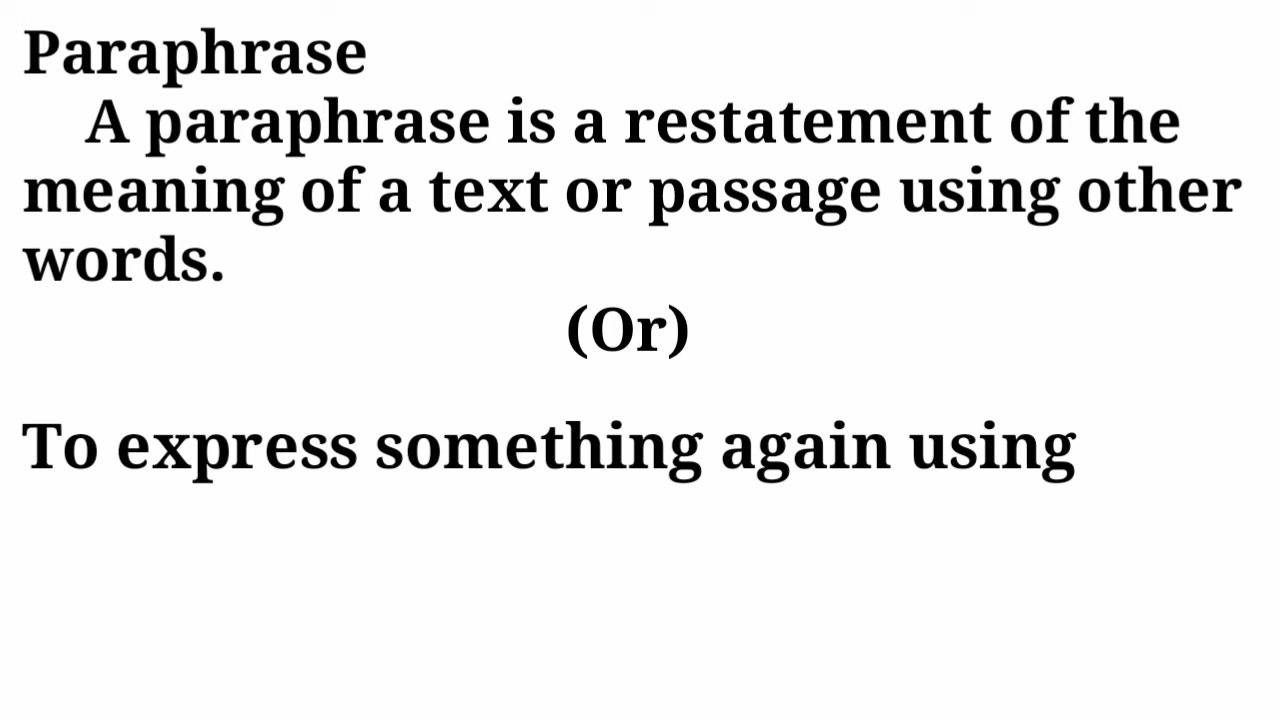 Paraphrase
A paraphrase is a restatement of the
meaning of a text or passage using other
words.
(Or)
To express something again using